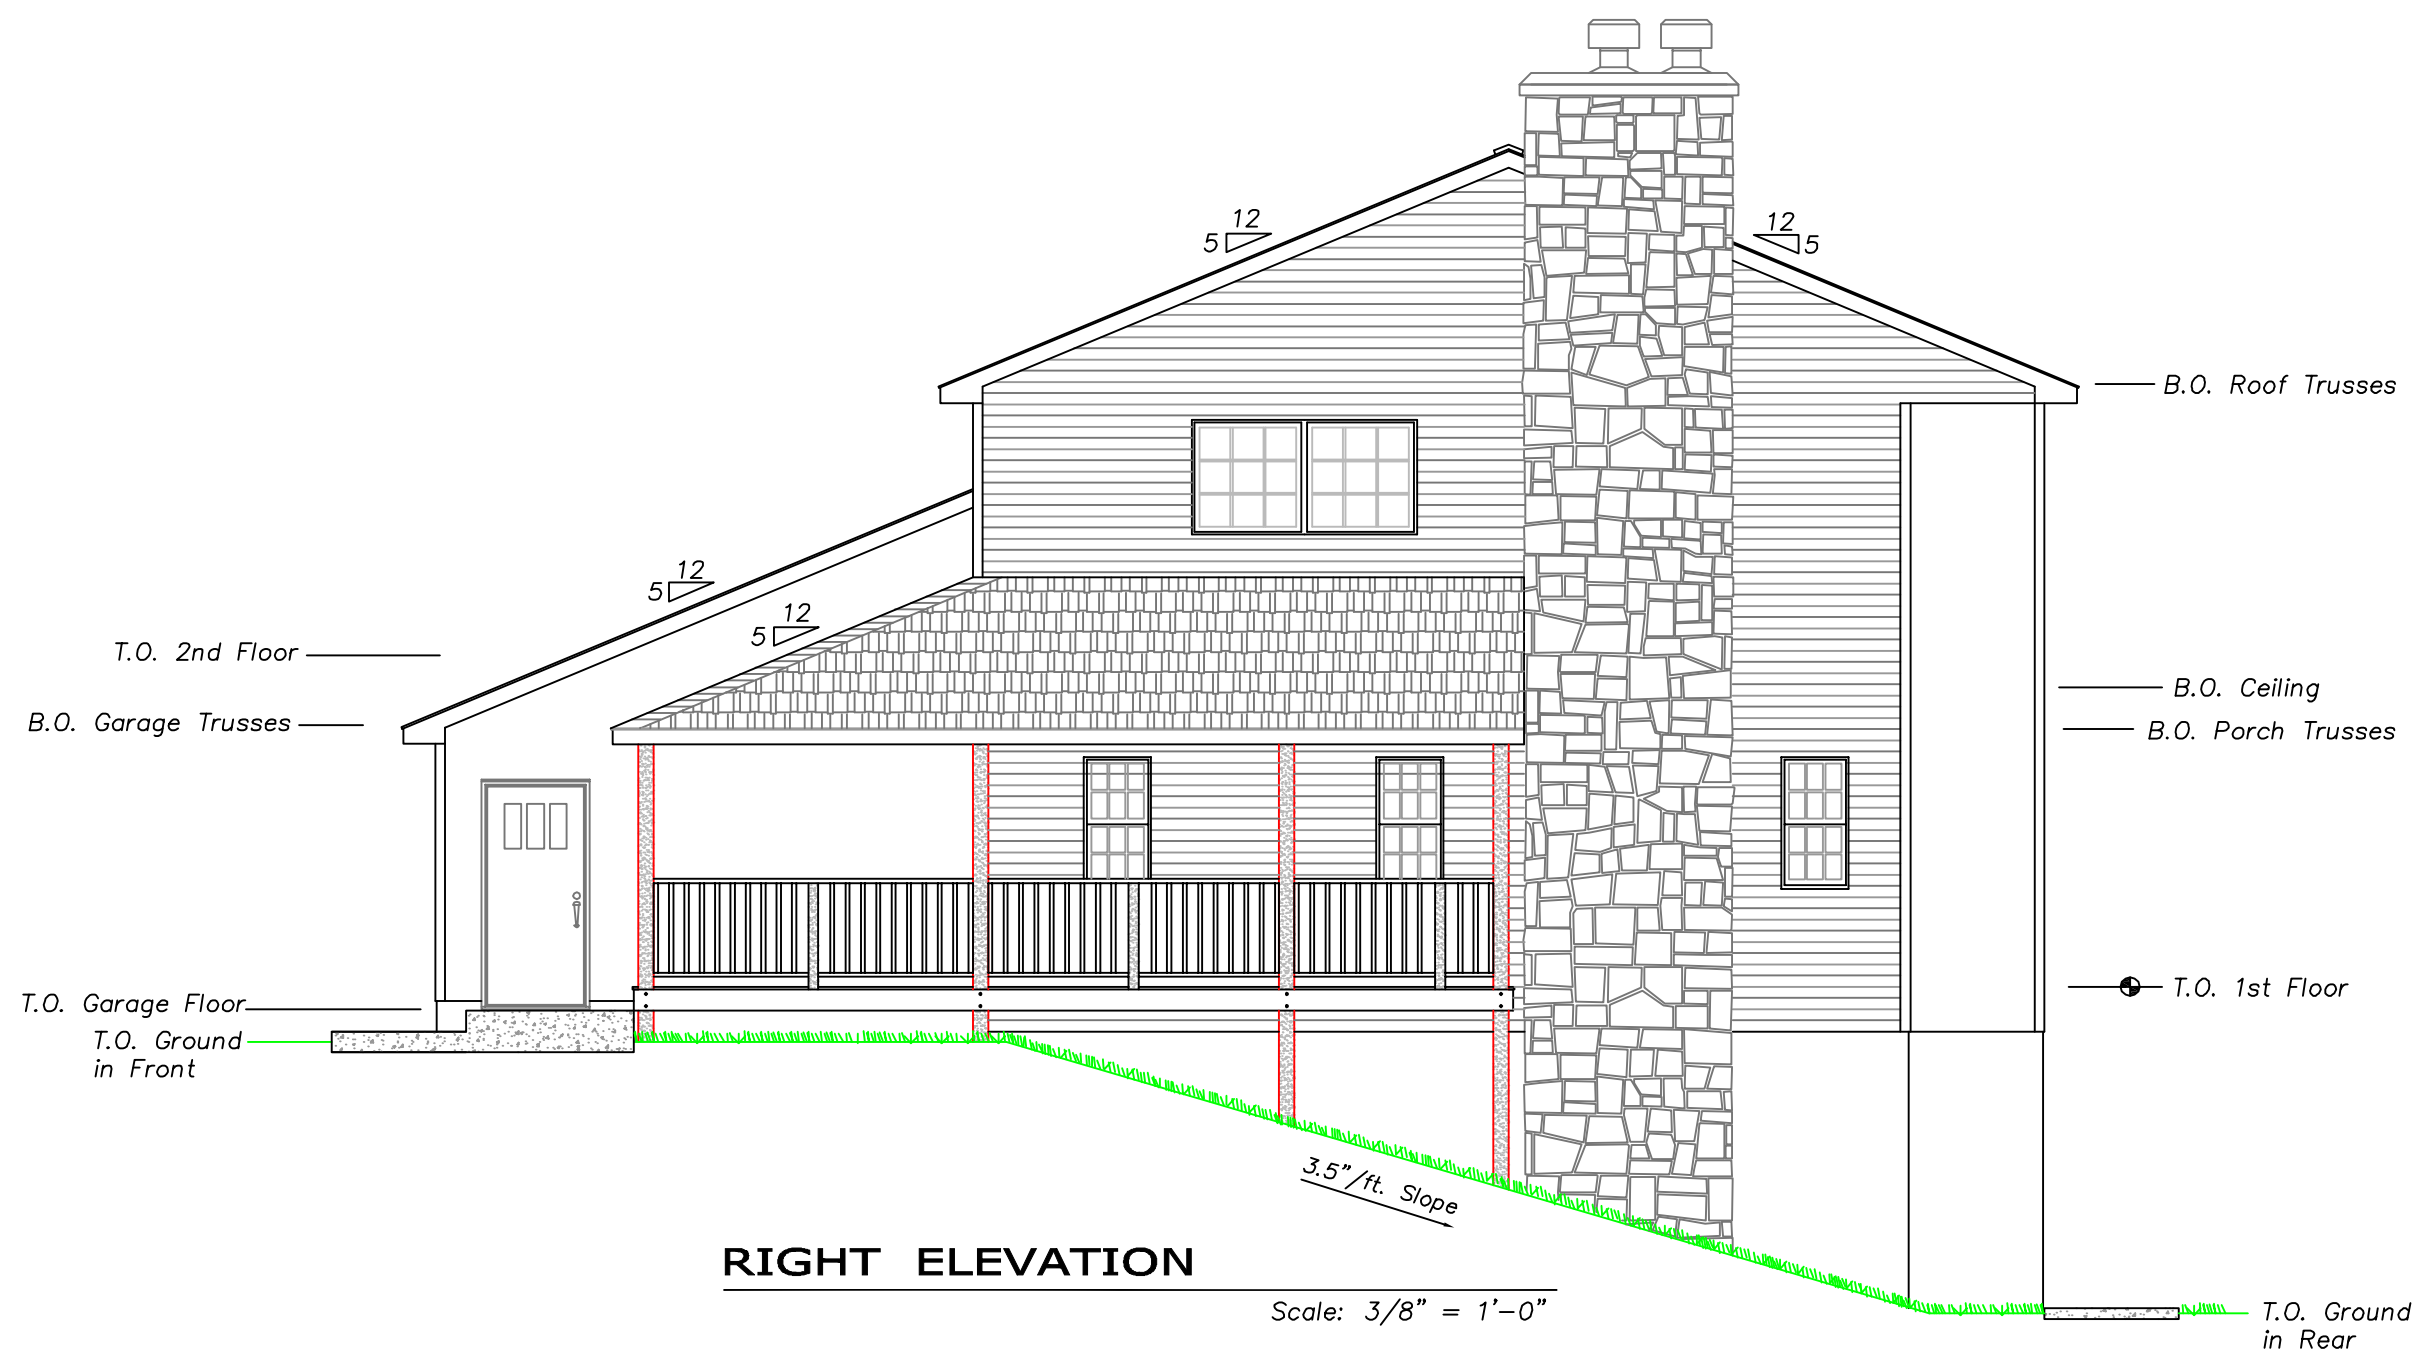 12
5
12
5
B.O. Roof Trusses
12
5
12
5
T.O. 2nd Floor
B.O. Ceiling
B.O. Garage Trusses
B.O. Porch Trusses
T.O. 1st Floor
T.O. Garage Floor
T.O. Ground
in Front
3.5"/ft. Slope
RIGHT ELEVATION
Scale: 3/8" = 1'-0"
T.O. Ground
in Rear